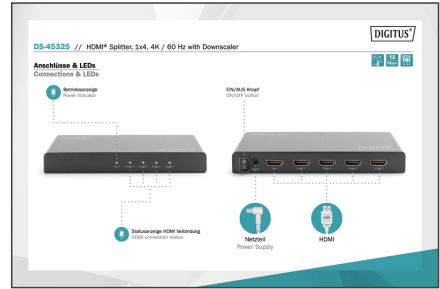 DIGITUS®
DS-45325 // HDMI® Splitter, 1x4, 4K / 60 Hz with Downscaler
Anschlüsse & LEDs
Connections & LEDs
Betriebsanzeige
Power Indicator
EIN/AUS Knopf
ON/OFF button
Statusanzeige HDMI Verbindung
HDMI connection status
Netzteil
Power Supply
HDMI